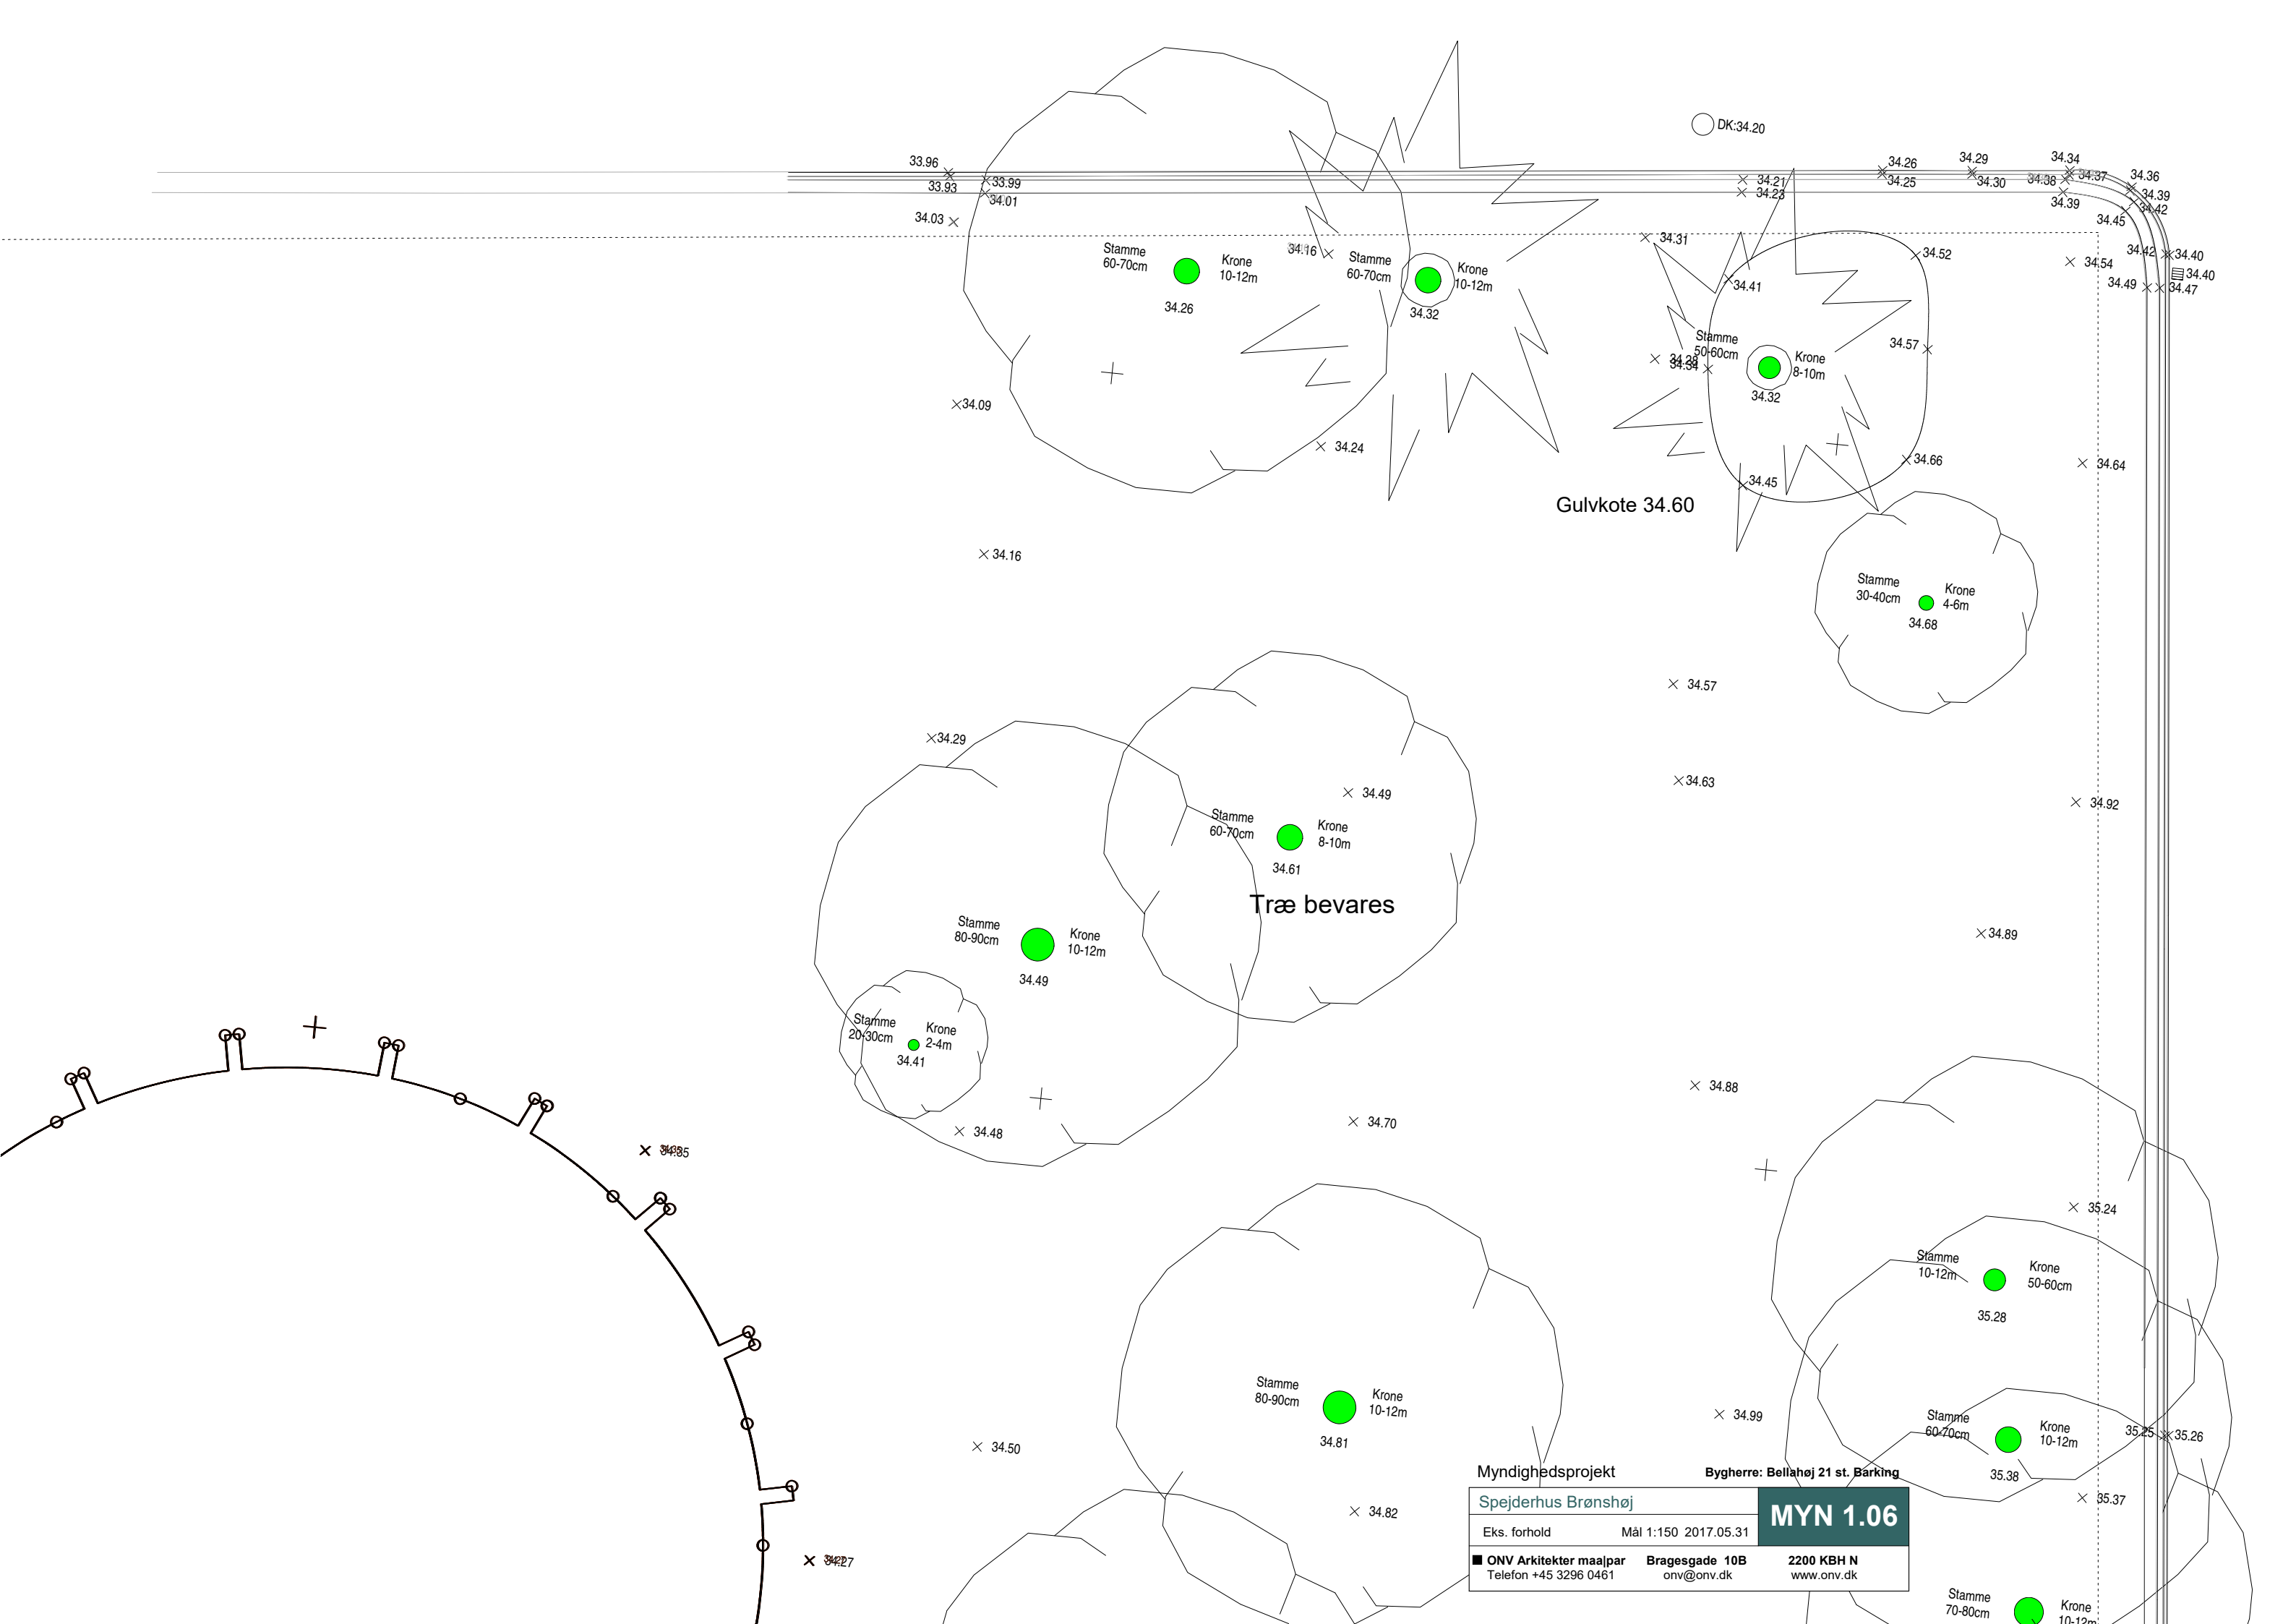 DK:34.20
33.96
33.93
33.99
34.01
34.03
34.21
34.23
34.26
34.25
34.29
34.30
34.34
34.37
34.38
34.39
34.36
34.39
34.42
34.45
34.42
34.40
34.40
34.49
34.47
34.54
34.31
34.52
34.41
34.16
Stamme
60-70cm
Krone
10-12m
34.26
Stamme
60-70cm
Krone
10-12m
34.32
Stamme
50-60cm
Krone
8-10m
34.32
34.28
34.34
34.57
34.09
34.24
34.66
34.64
34.45
Gulvkote 34.60
34.16
Stamme
30-40cm
Krone
4-6m
34.68
34.57
34.29
34.63
34.49
34.92
Stamme
60-70cm
Krone
8-10m
34.61
Træ bevares
Stamme
80-90cm
Krone
10-12m
34.49
34.89
Stamme
20-30cm
Krone
2-4m
34.41
34.88
34.48
34.70
34.35
35.24
Stamme
10-12m
Krone
50-60cm
35.28
Stamme
80-90cm
Krone
10-12m
34.81
34.99
Stamme
60-70cm
Krone
10-12m
35.38
35.25
35.26
34.50
34.82
35.37
34.27
Myndighedsprojekt
Bygherre: Bellahøj 21 st. Barking
Spejderhus Brønshøj
MYN 1.06
Eks. forhold
Mål 1:150 2017.05.31
ONV Arkitekter maa|par
Bragesgade 10B
2200 KBH N
Telefon +45 3296 0461
onv@onv.dk
www.onv.dk
Stamme
70-80cm
Krone
10-12m